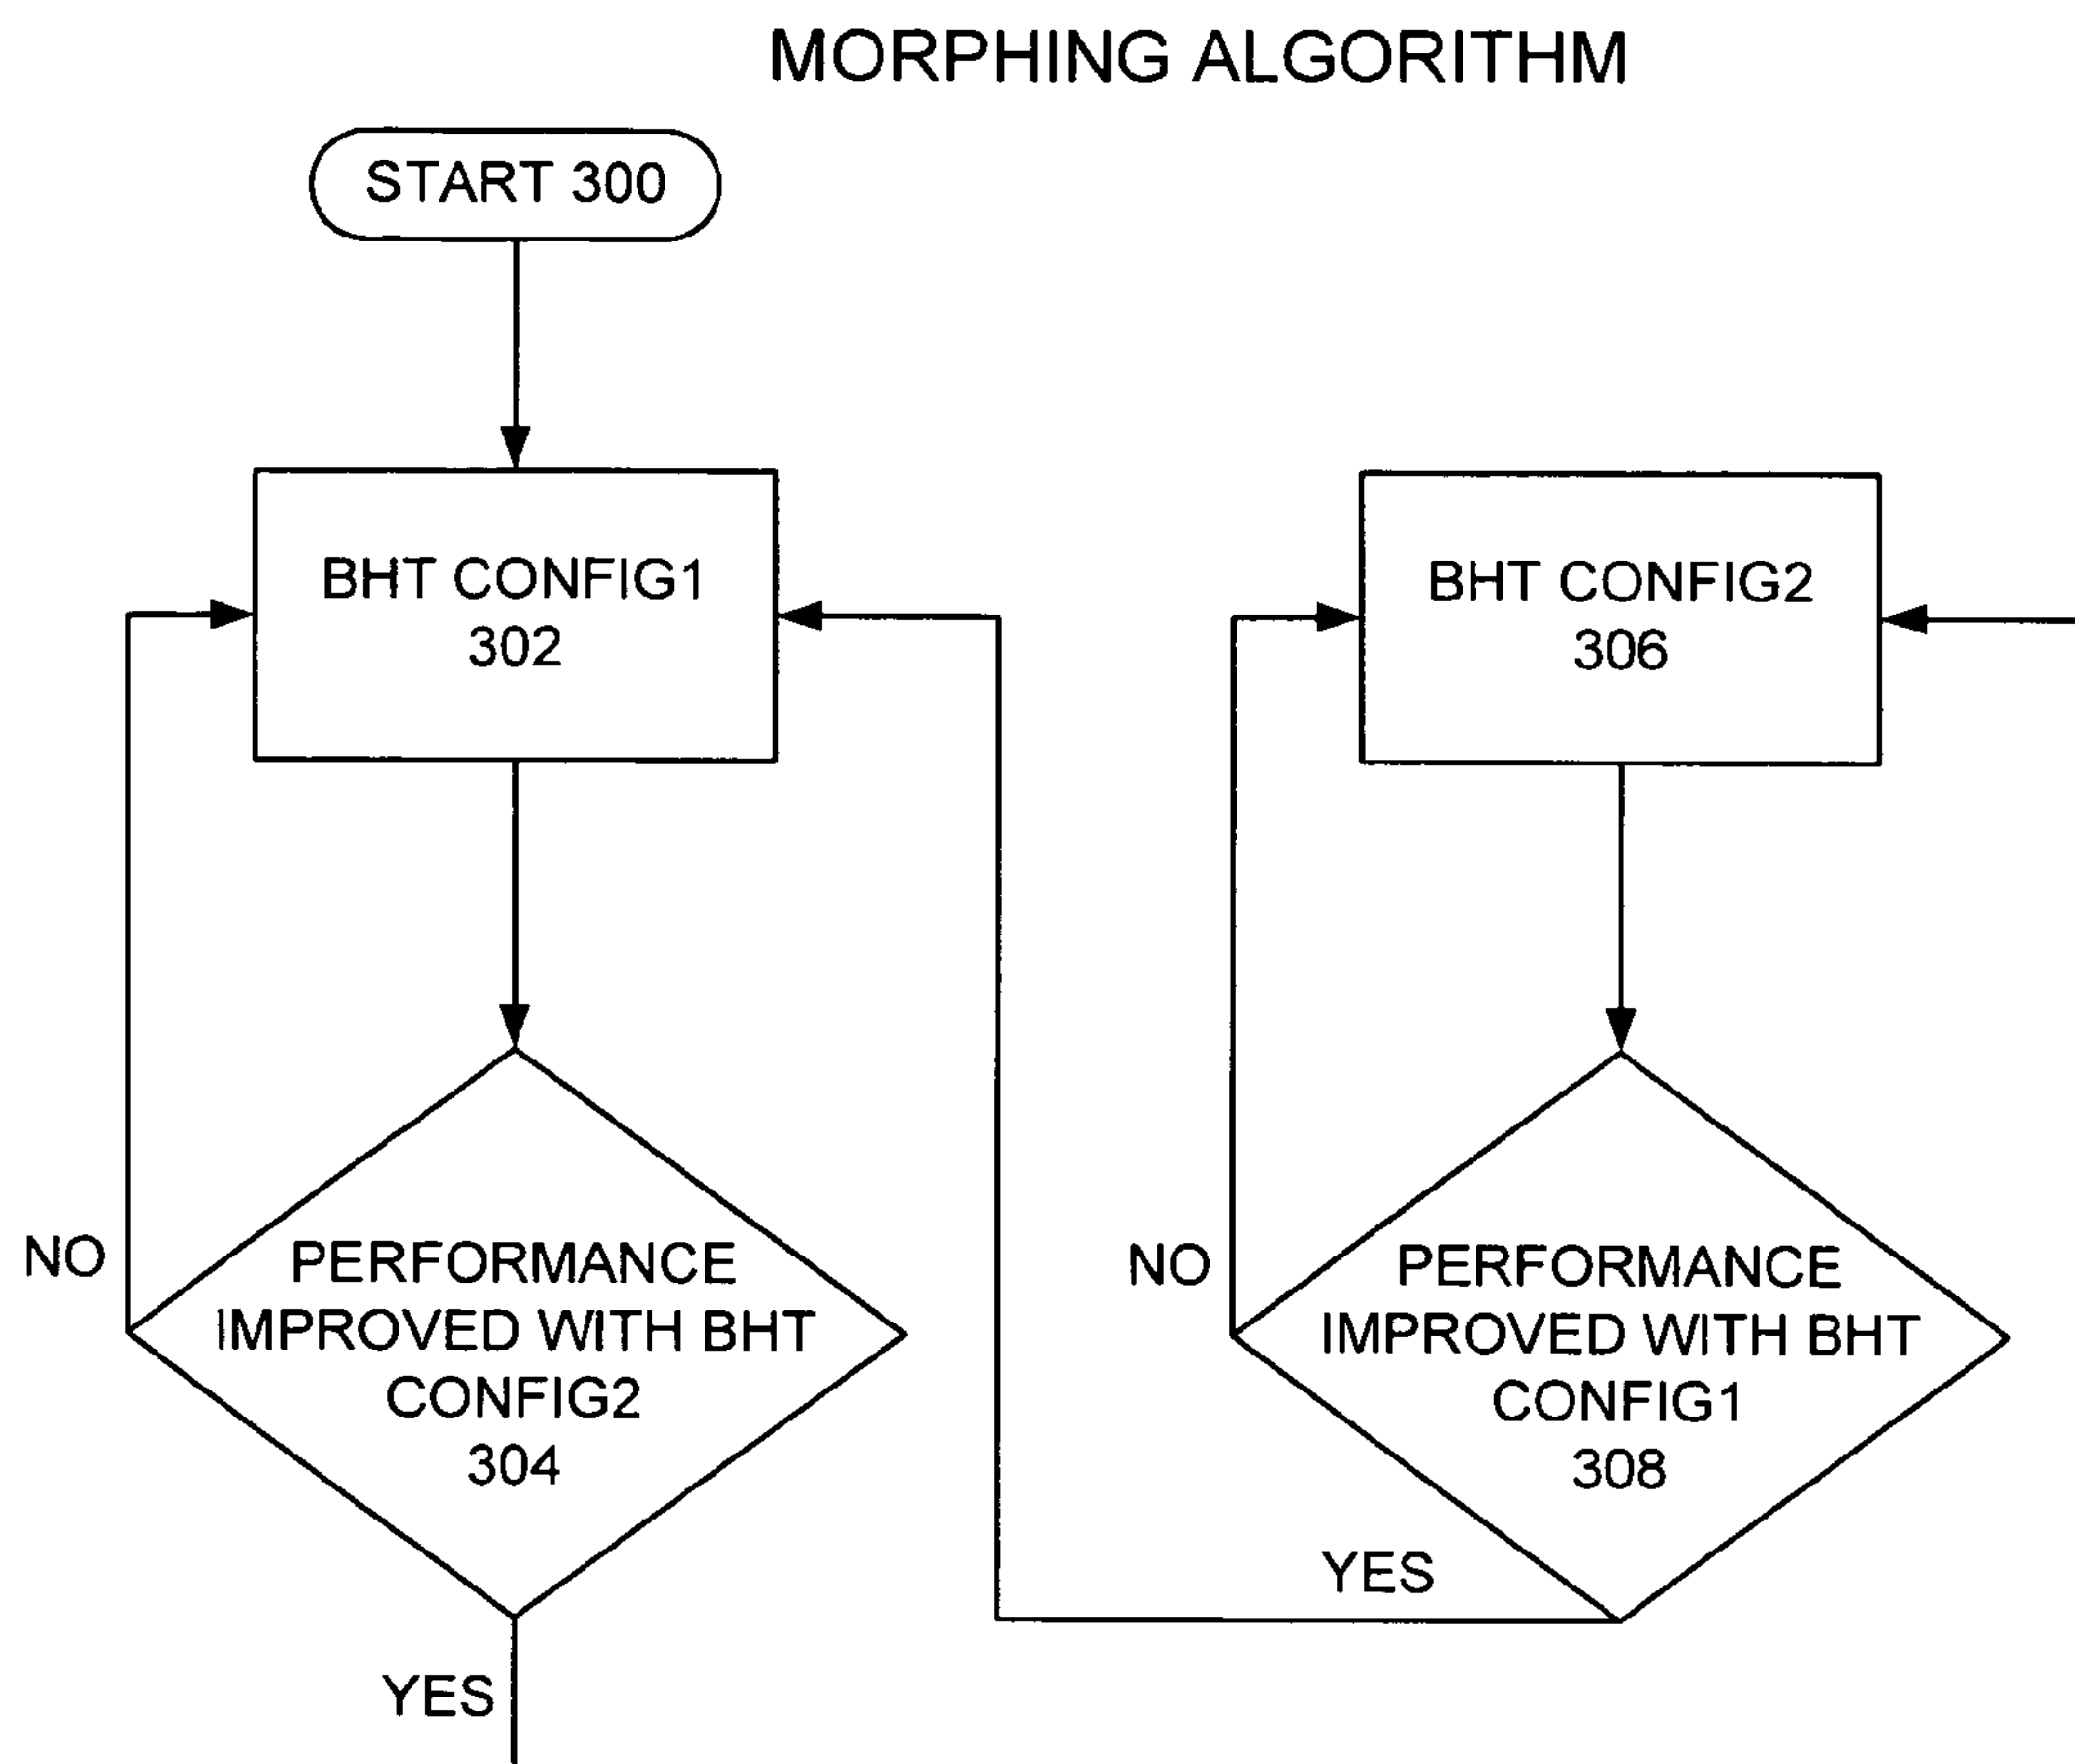 MORPHING ALGORITHM
START 300
BHT CONFIG1
302
BHT CONFIG2
306
NO
PERFORMANCE
IMPROVED WITH BHT
CONFIG2
304
YES
NO
PERFORMANCE
IMPROVED WITH BHT
CONFIG1
308
YES